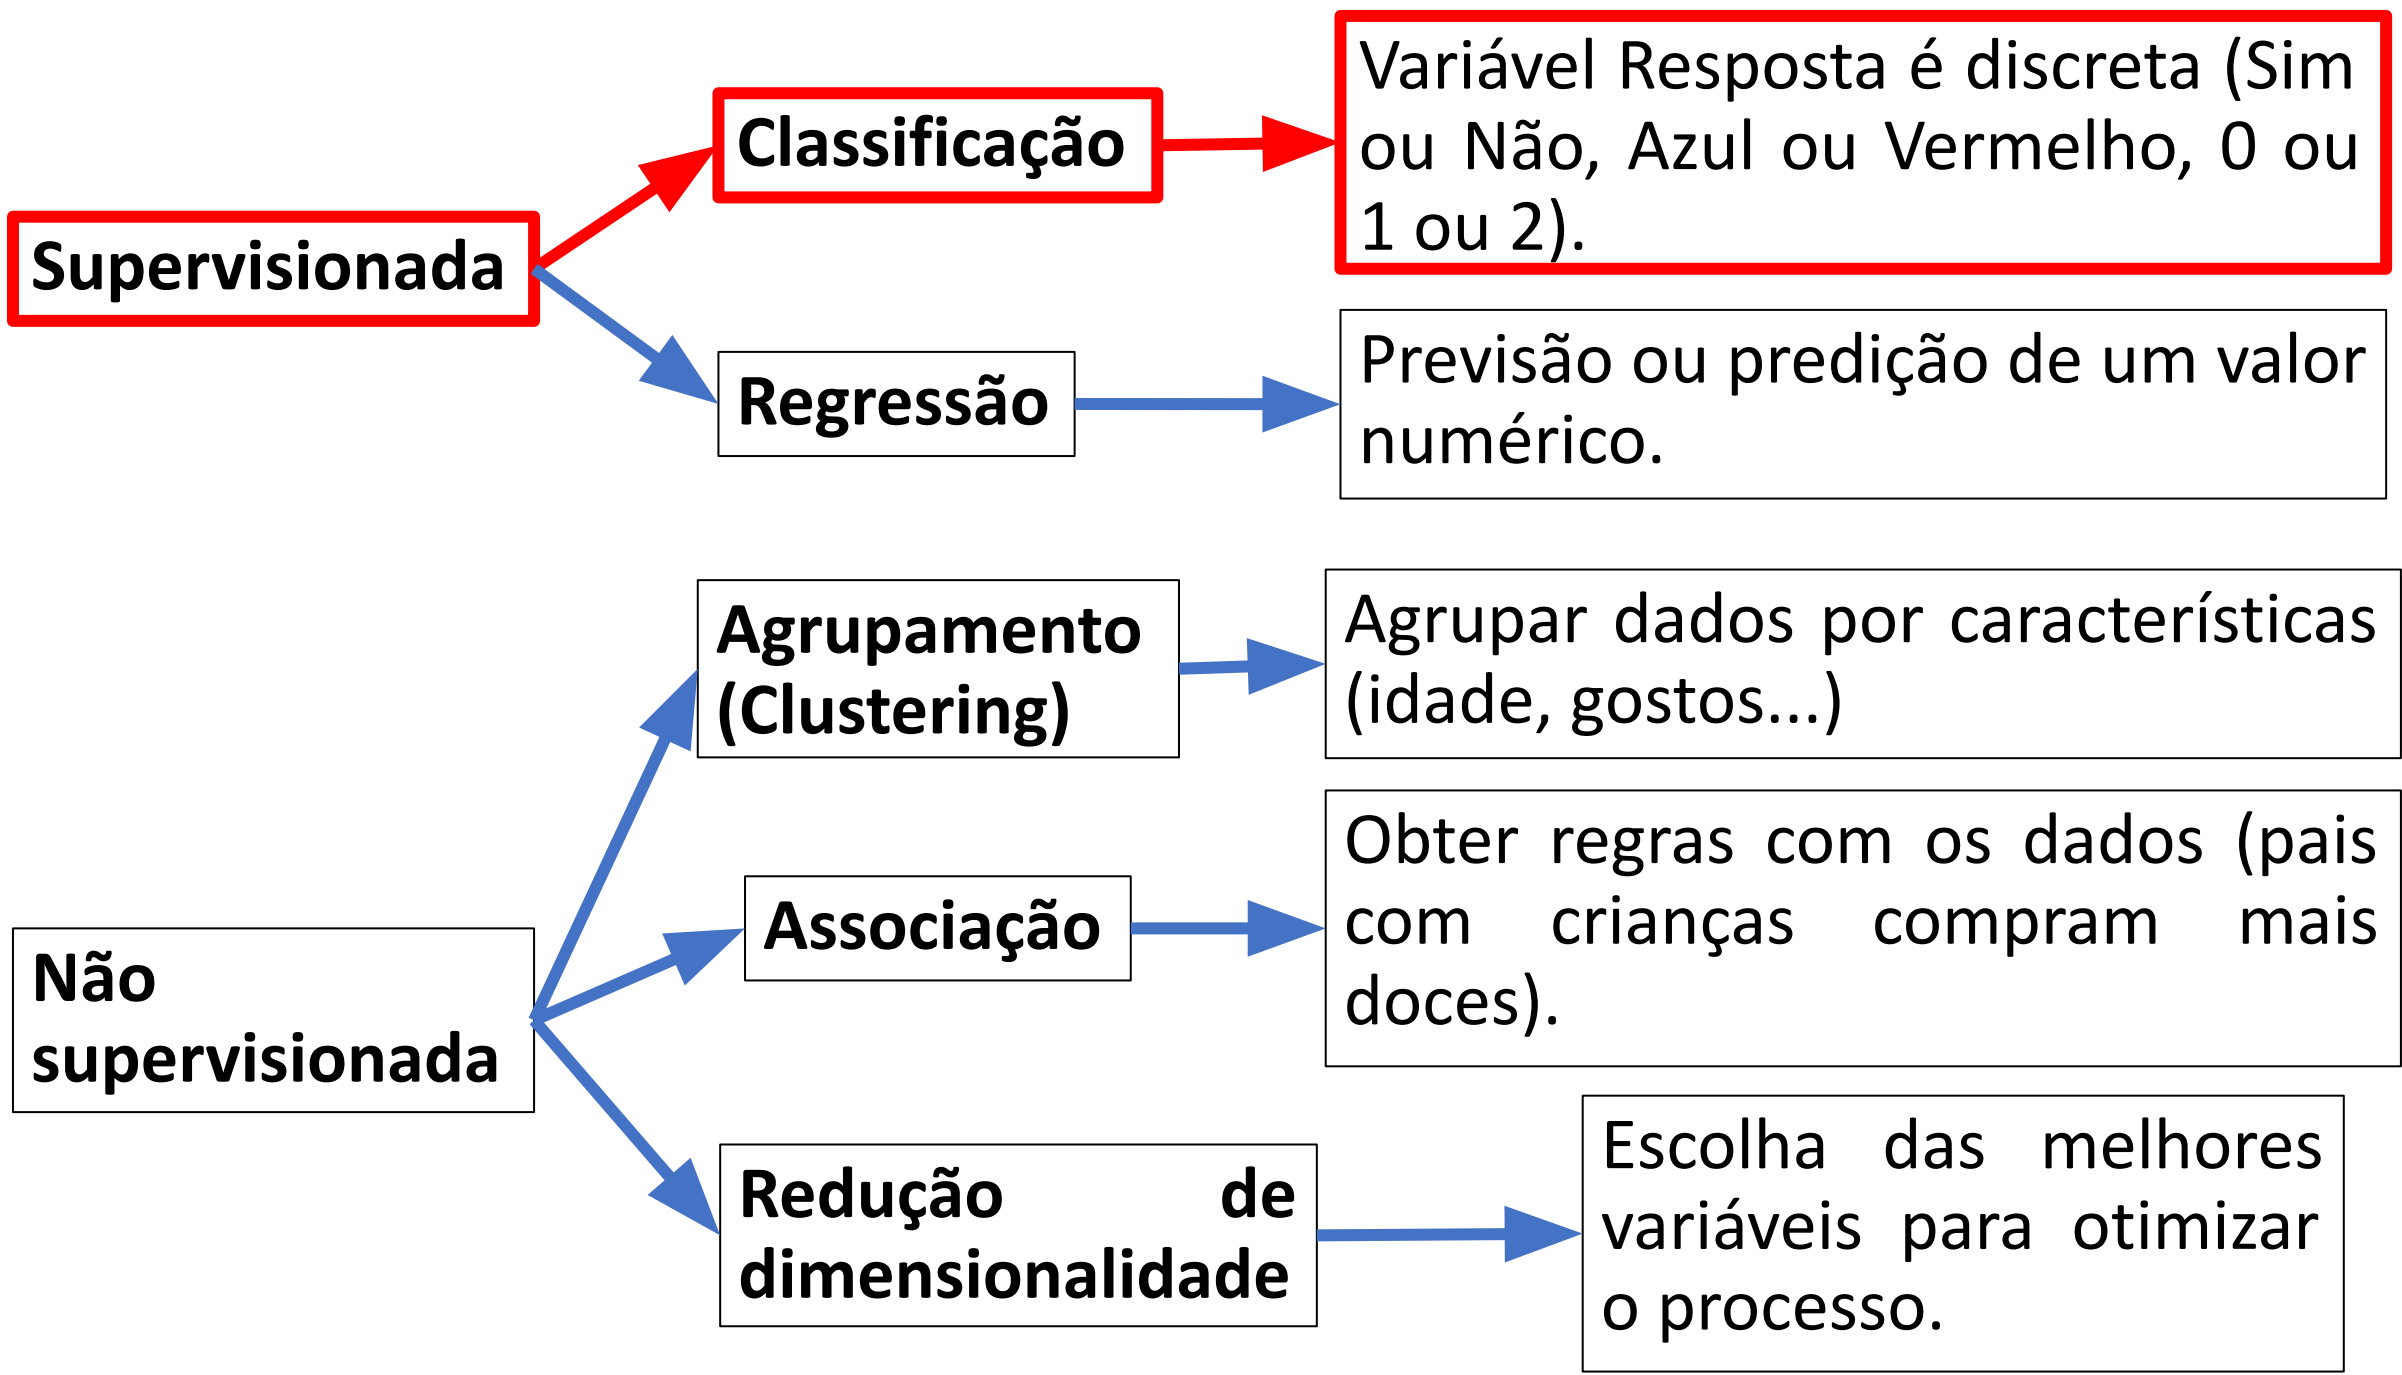 Supervisionada
Classificação
Variável Resposta é discreta (Sim
ou Não, Azul ou Vermelho, 0 ou
1 ou 2).
Regressão
Previsão ou predição de um valor
numérico.
Não
supervisionada
Agrupamento
(Clustering)
Agrupar dados por características
(idade, gostos...)
Associação
Obter regras com os dados (pais
com crianças compram mais
doces).
Redução de
dimensionalidade
Escolha das melhores
variáveis para otimizar
o processo.